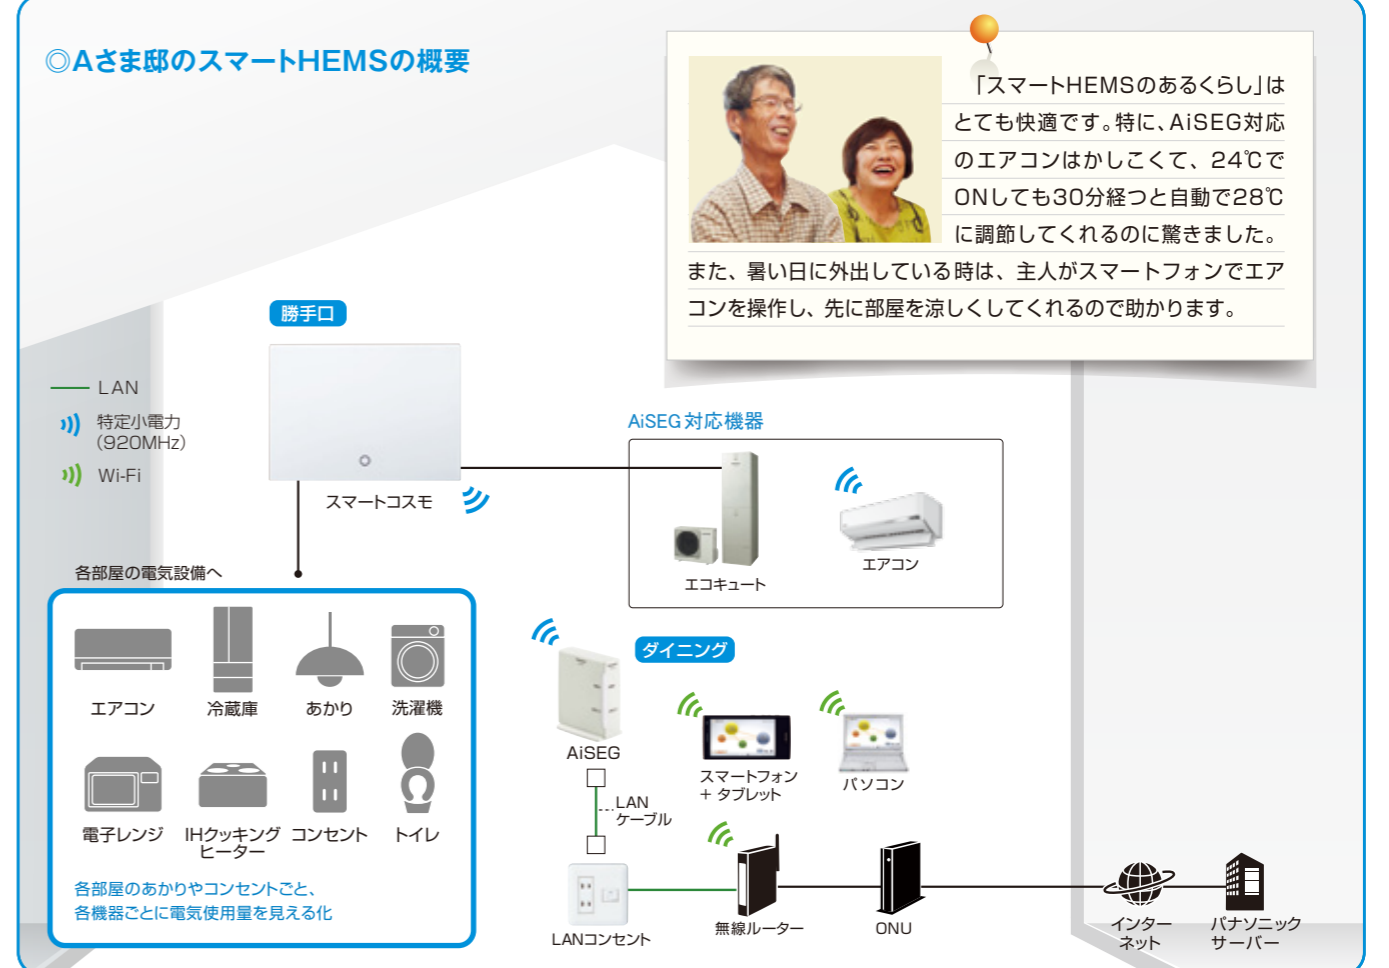 ◎Aさま邸のスマートHEMSの概要
「スマートHEMSのあるくらし」は
とても快適です。特に、AiSEG対応
のエアコンはかしこくて、24℃で
ONしても30分経つと自動で28℃
に調節してくれるのに驚きました。
また、暑い日に外出している時は、主人がスマートフォンでエア
コンを操作し、先に部屋を涼しくしてくれるので助かります。
勝手口
LAN
特定小電力
(920MHz)
Wi-Fi
スマートコスモ
AiSEG対応機器
エコキュート
エアコン
各部屋の電気設備へ
エアコン
冷蔵庫
あかり
洗濯機
電子レンジ
IHクッキング
ヒーター
コンセント
トイレ
各部屋のあかりやコンセントごと、
各機器ごとに電気使用量を見える化
ダイニング
AiSEG
LAN
ケーブル
スマートフォン
+ タブレット
パソコン
LANコンセント
無線ルーター
ONU
インター
ネット
パナソニック
サーバー